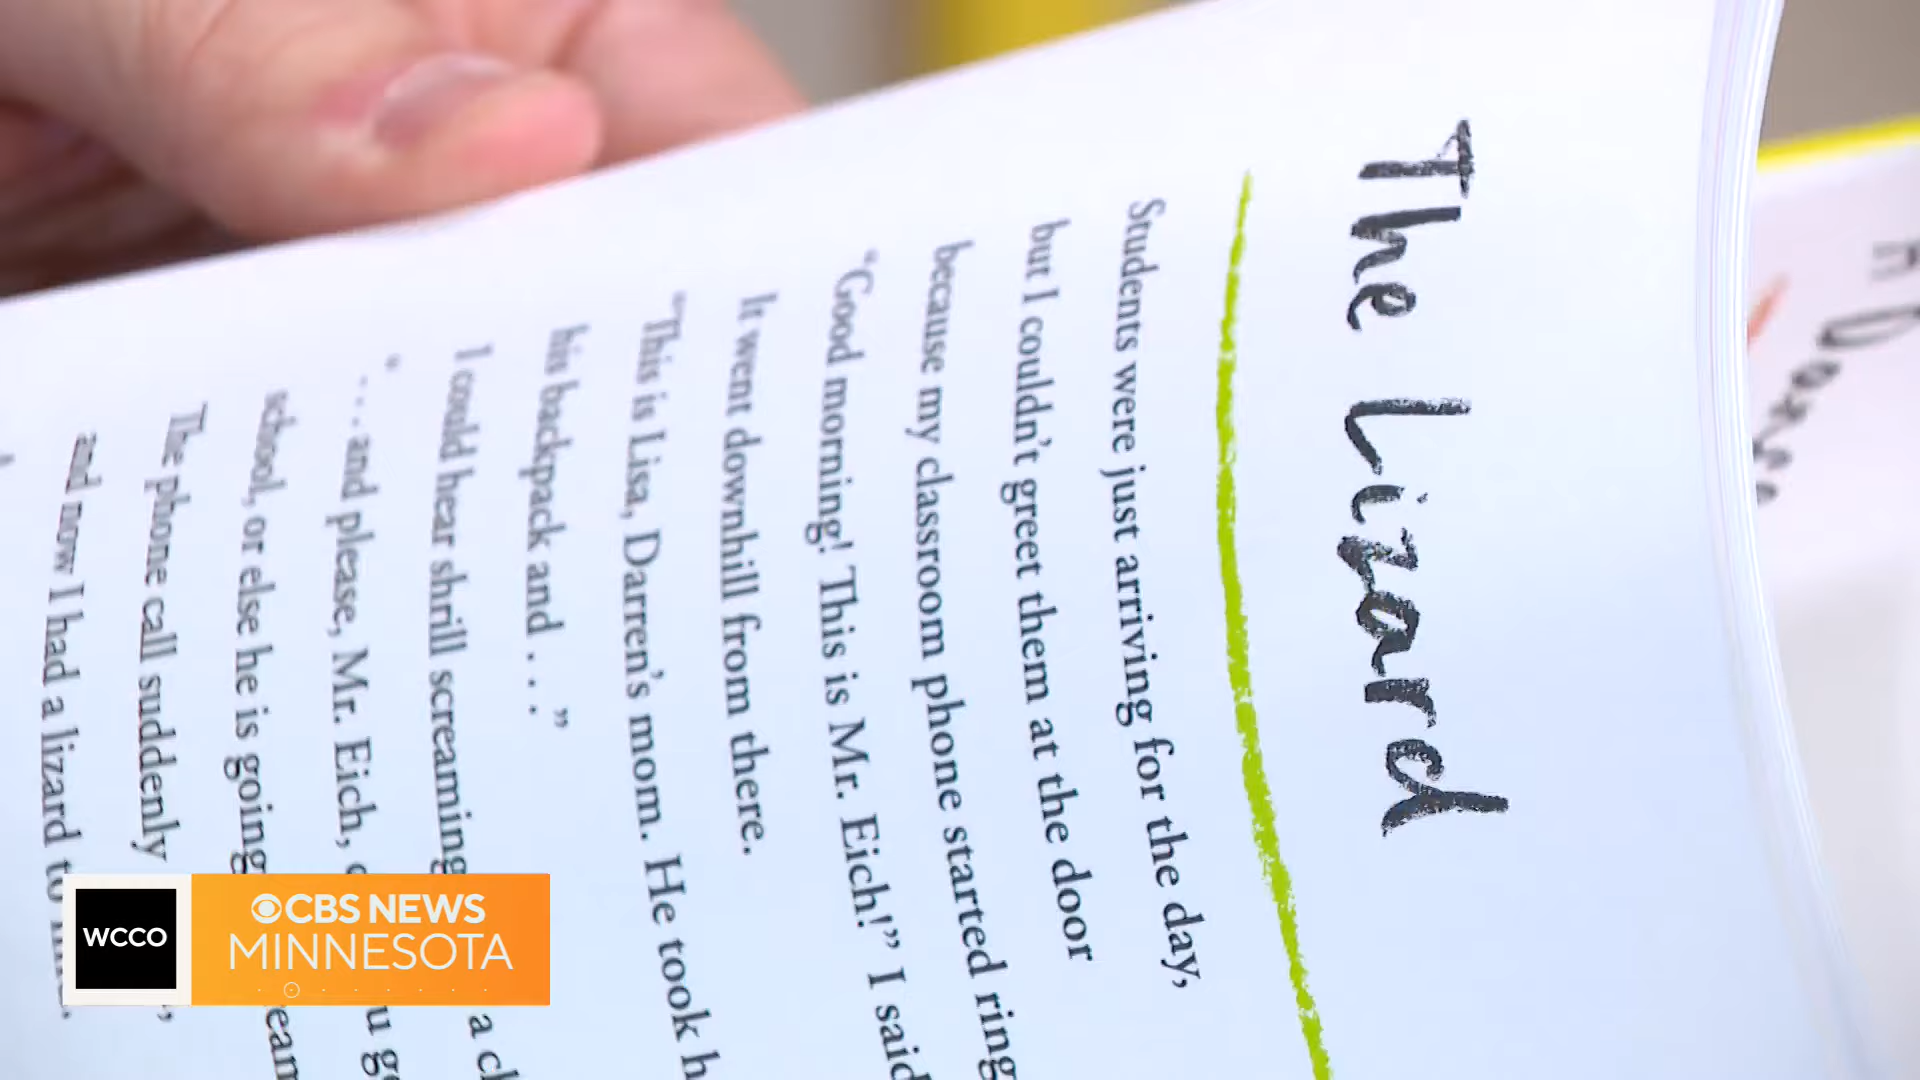 The Lizard
Students were just arriving for the day,
but I couldn't greet them at the door
because my classroom phone started ring
"Good morning! This is Mr. Eich!" I said
It went downhill from there.
"This is Lisa, Darren's mom. He took h
his backpack and . . ."
I could hear shrill screaming
a
". . . and please, Mr. Eich,
school, or else he is going
The phone call suddenly
and now I had a lizard to
WCCO
CBS NEWS
MINNESOTA